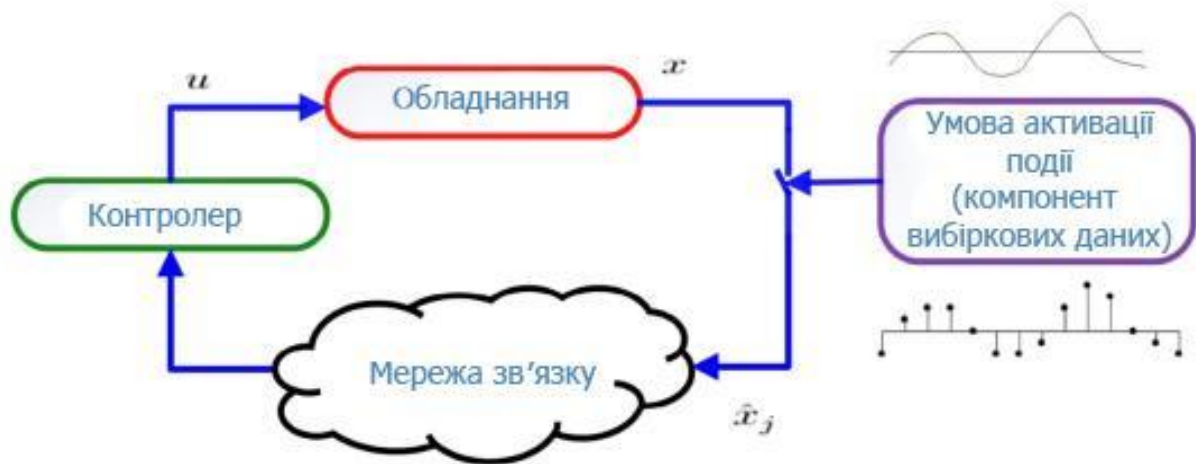 u
Обладнання
x
Умова активації
події
(компонент
вибіркових даних)
Контролер
Мережа зв’язку
x̂ⱼ